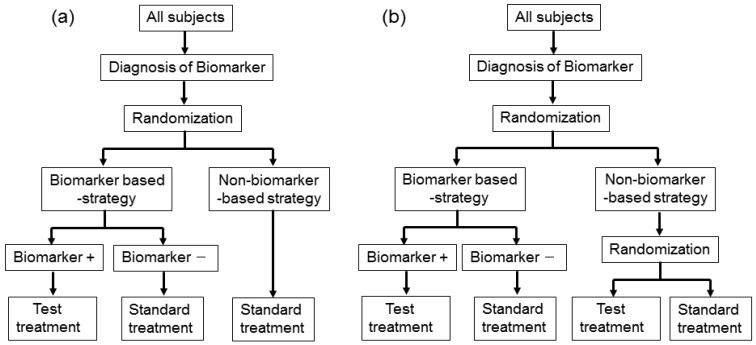 (a)
All subjects
Diagnosis of Biomarker
Randomization
Biomarker based
-strategy
Non-biomarker
-based strategy
Biomarker +
Biomarker −
Test
treatment
Standard
treatment
Standard
treatment
(b)
All subjects
Diagnosis of Biomarker
Randomization
Biomarker based
-strategy
Non-biomarker
-based strategy
Biomarker +
Biomarker −
Randomization
Test
treatment
Standard
treatment
Test
treatment
Standard
treatment